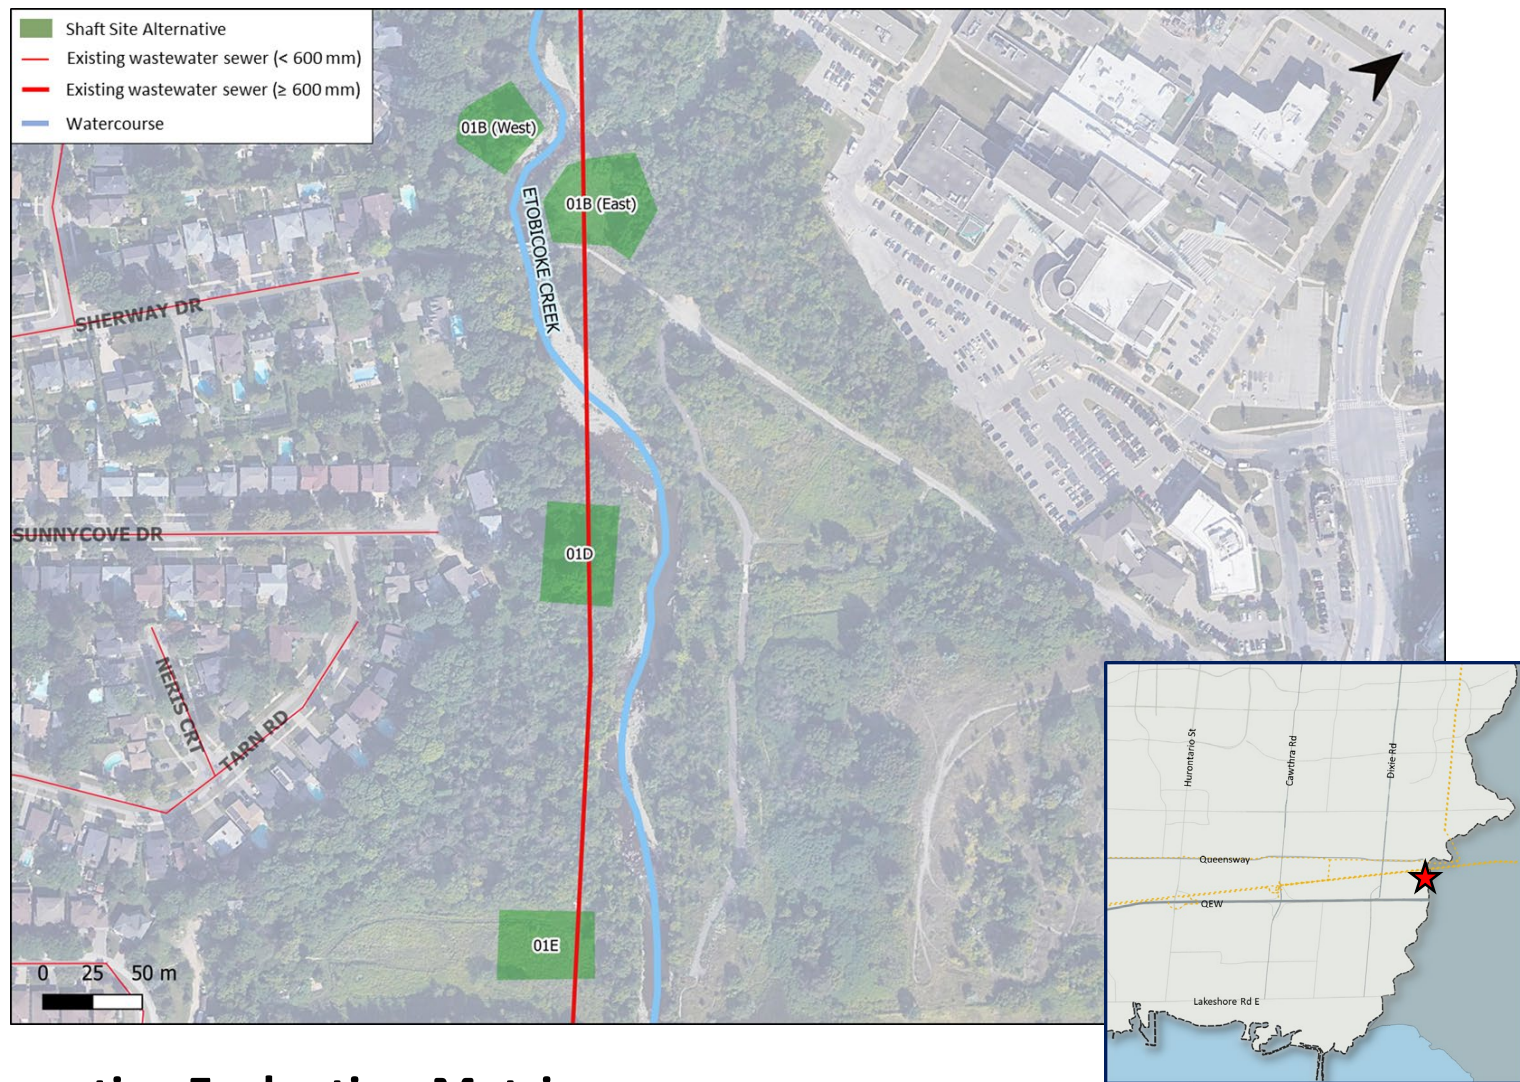 Shaft Site Alternative
Existing wastewater sewer (< 600 mm)
Existing wastewater sewer (≥ 600 mm)
Watercourse
01B (West)
01B (East)
ETOBICOKE CREEK
SHERWAY DR
SUNNYCOVE DR
01D
NERIS CRT
TARN RD
01E
0 25 50 m
Hurontario St
Cawthra Rd
Dixie Rd
Queensway
QEW
Lakeshore Rd E